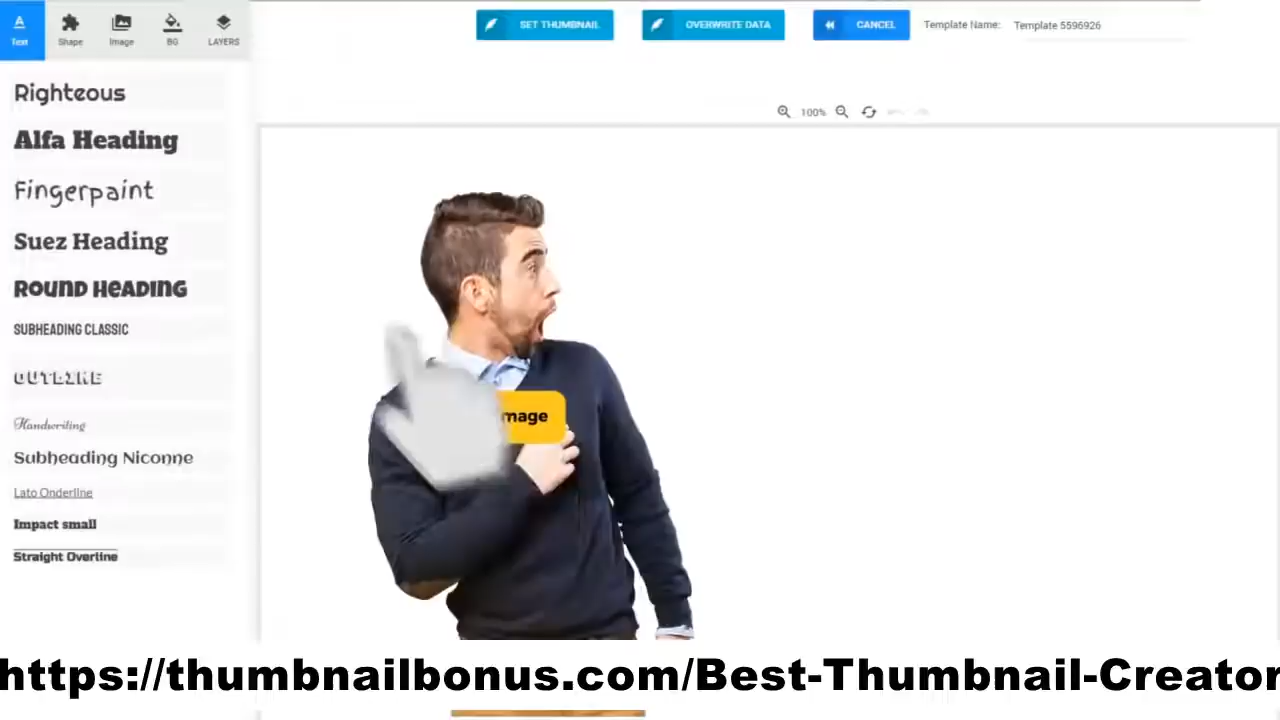 SET THUMBNAIL OVERWRITE DATA CANCEL Template Name: Template 5596926
Text Shape Image BG LAYERS
Righteous
100%
Alfa Heading
Fingerpaint
Suez Heading
Round Heading
SUBHEADING CLASSIC
OUTLINE
Handwriting
mage
Subheading Niconne
Lato Onderline
Impact small
Straight Overline
https://thumbnailbonus.com/Best-Thumbnail-Creator